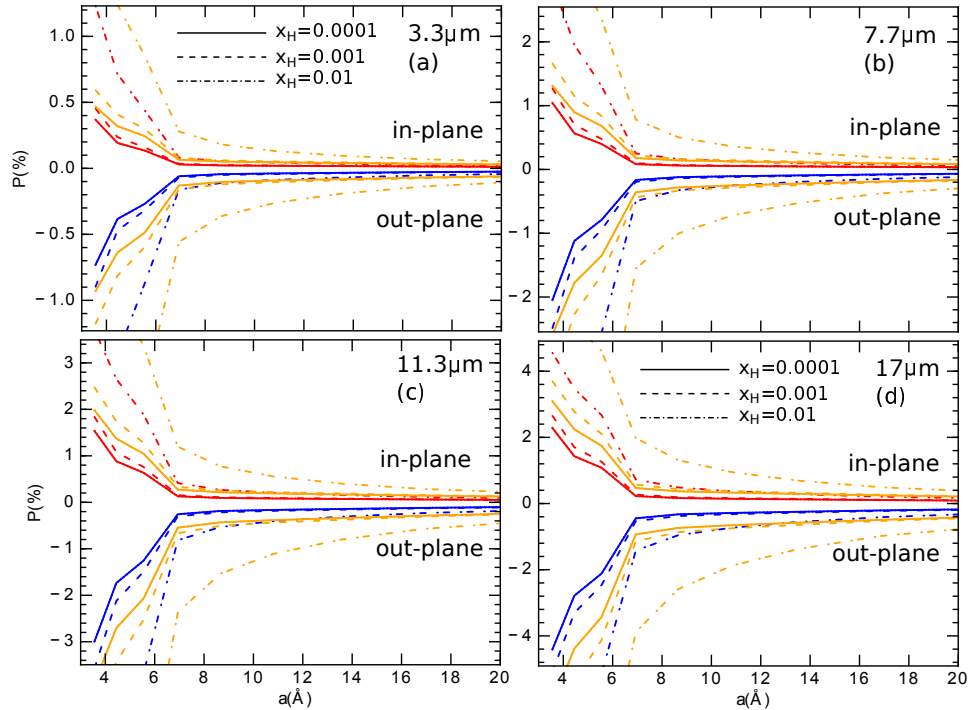 1.0
0.5
0.0
−0.5
−1.0
P(%)
x_H=0.0001
x_H=0.001
x_H=0.01
3.3μm
(a)
in-plane
out-plane
2
1
0
−1
−2
7.7μm
(b)
in-plane
out-plane
3
2
1
0
−1
−2
−3
P(%)
11.3μm
(c)
in-plane
out-plane
4 6 8 10 12 14 16 18 20
a(Å)
4
2
0
−2
−4
x_H=0.0001
x_H=0.001
x_H=0.01
17μm
(d)
in-plane
out-plane
4 6 8 10 12 14 16 18 20
a(Å)